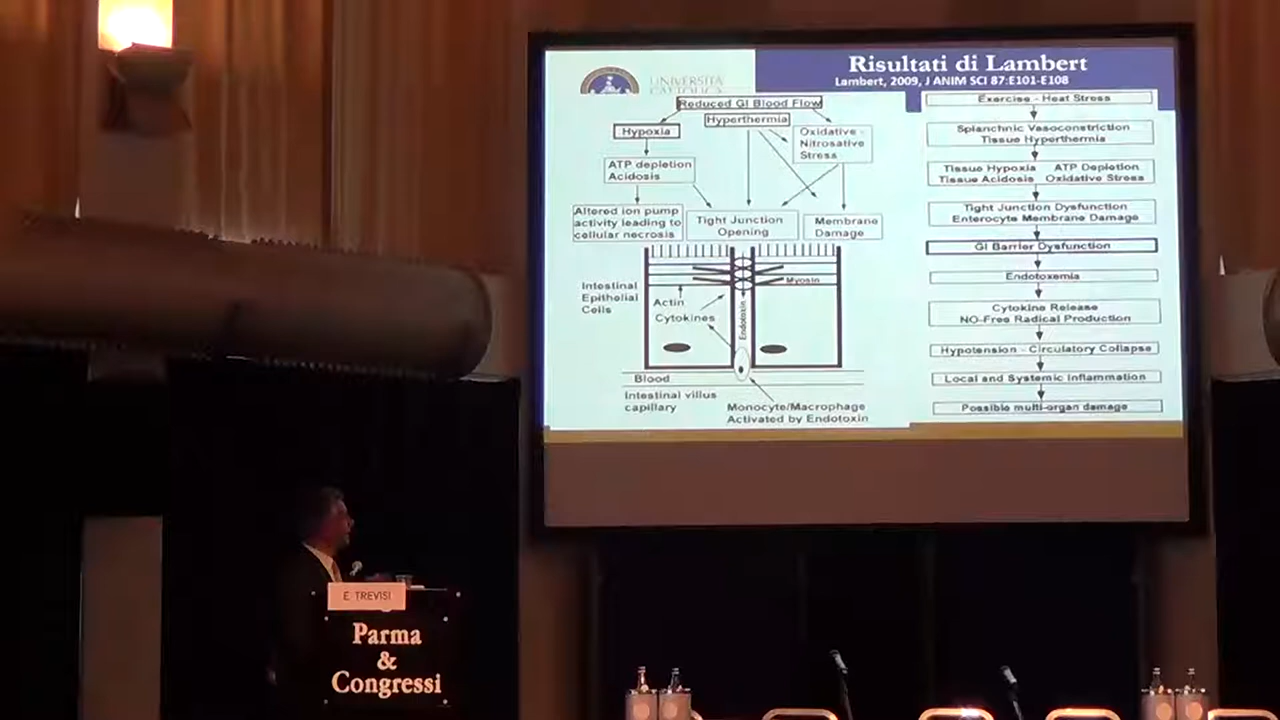 UNIVERSITÀ
CATTOLICA
Risultati di Lambert
Lambert, 2009, J ANIM SCI 87:E101-E108
Reduced GI Blood Flow
Hyperthermia
Hypoxia
Oxidative -
Nitrosative
Stress
ATP depletion
Acidosis
Altered ion pump
activity leading to
cellular necrosis
Tight Junction
Opening
Membrane
Damage
Intestinal
Epithelial
Cells
Myosin
Actin
Cytokines
Endotoxin
Blood
Intestinal villus
capillary
Monocyte/Macrophage
Activated by Endotoxin
Exercise - Heat Stress
Splanchnic Vasoconstriction
Tissue Hyperthermia
Tissue Hypoxia ATP Depletion
Tissue Acidosis Oxidative Stress
Tight Junction Dysfunction
Enterocyte Membrane Damage
GI Barrier Dysfunction
Endotoxemia
Cytokine Release
NO-Free Radical Production
Hypotension - Circulatory Collapse
Local and Systemic Inflammation
Possible multi-organ damage
E. TREVISI
Parma
&
Congressi